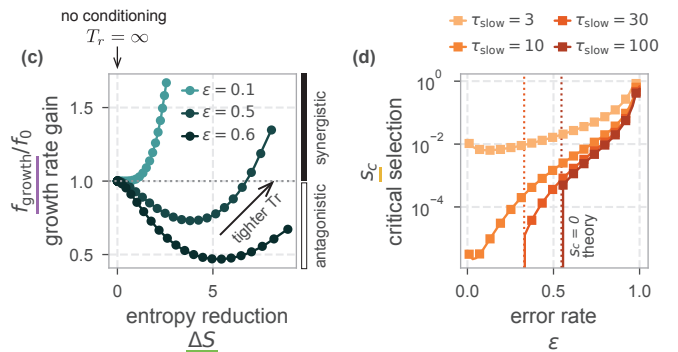 no conditioning
T_r = ∞
(c)
ε = 0.1
ε = 0.5
ε = 0.6
1.5
1.0
0.5
f_growth/f_0
growth rate gain
tighter Tr
synergistic
antagonistic
0
5
entropy reduction
ΔS
(d)
τ_slow = 3
τ_slow = 10
τ_slow = 30
τ_slow = 100
10^0
10^−2
10^−4
s_c
critical selection
s_c = 0
theory
0.0
0.5
1.0
error rate
ε